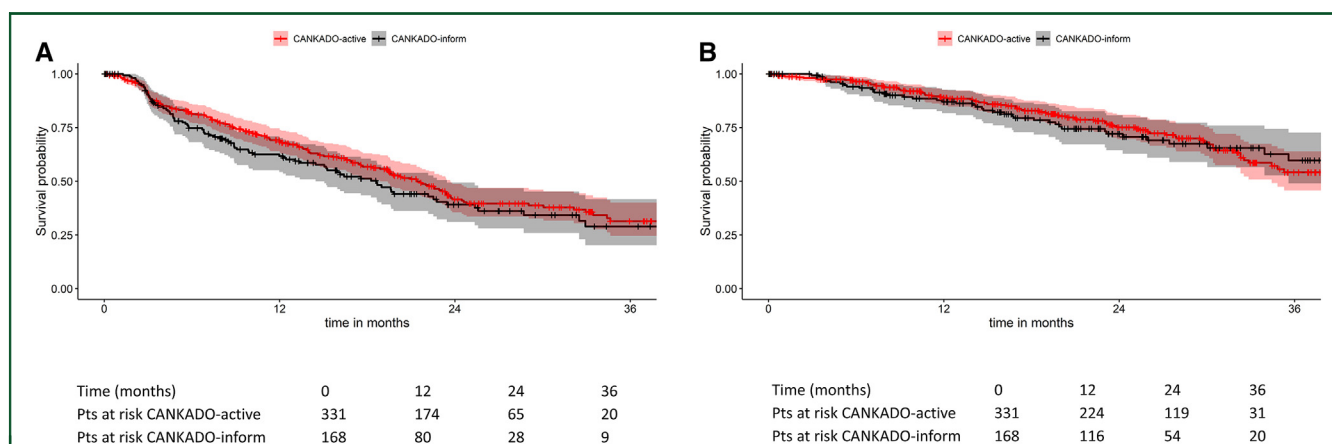 A
CANKADO-active CANKADO-inform
1.00
0.75
0.50
0.25
0.00
Survival probability
0 12 24 36
time in months
Time (months) 0 12 24 36
Pts at risk CANKADO-active 331 174 65 20
Pts at risk CANKADO-inform 168 80 28 9
B
CANKADO-active CANKADO-inform
1.00
0.75
0.50
0.25
0.00
Survival probability
0 12 24 36
time in months
Time (months) 0 12 24 36
Pts at risk CANKADO-active 331 224 119 31
Pts at risk CANKADO-inform 168 116 54 20